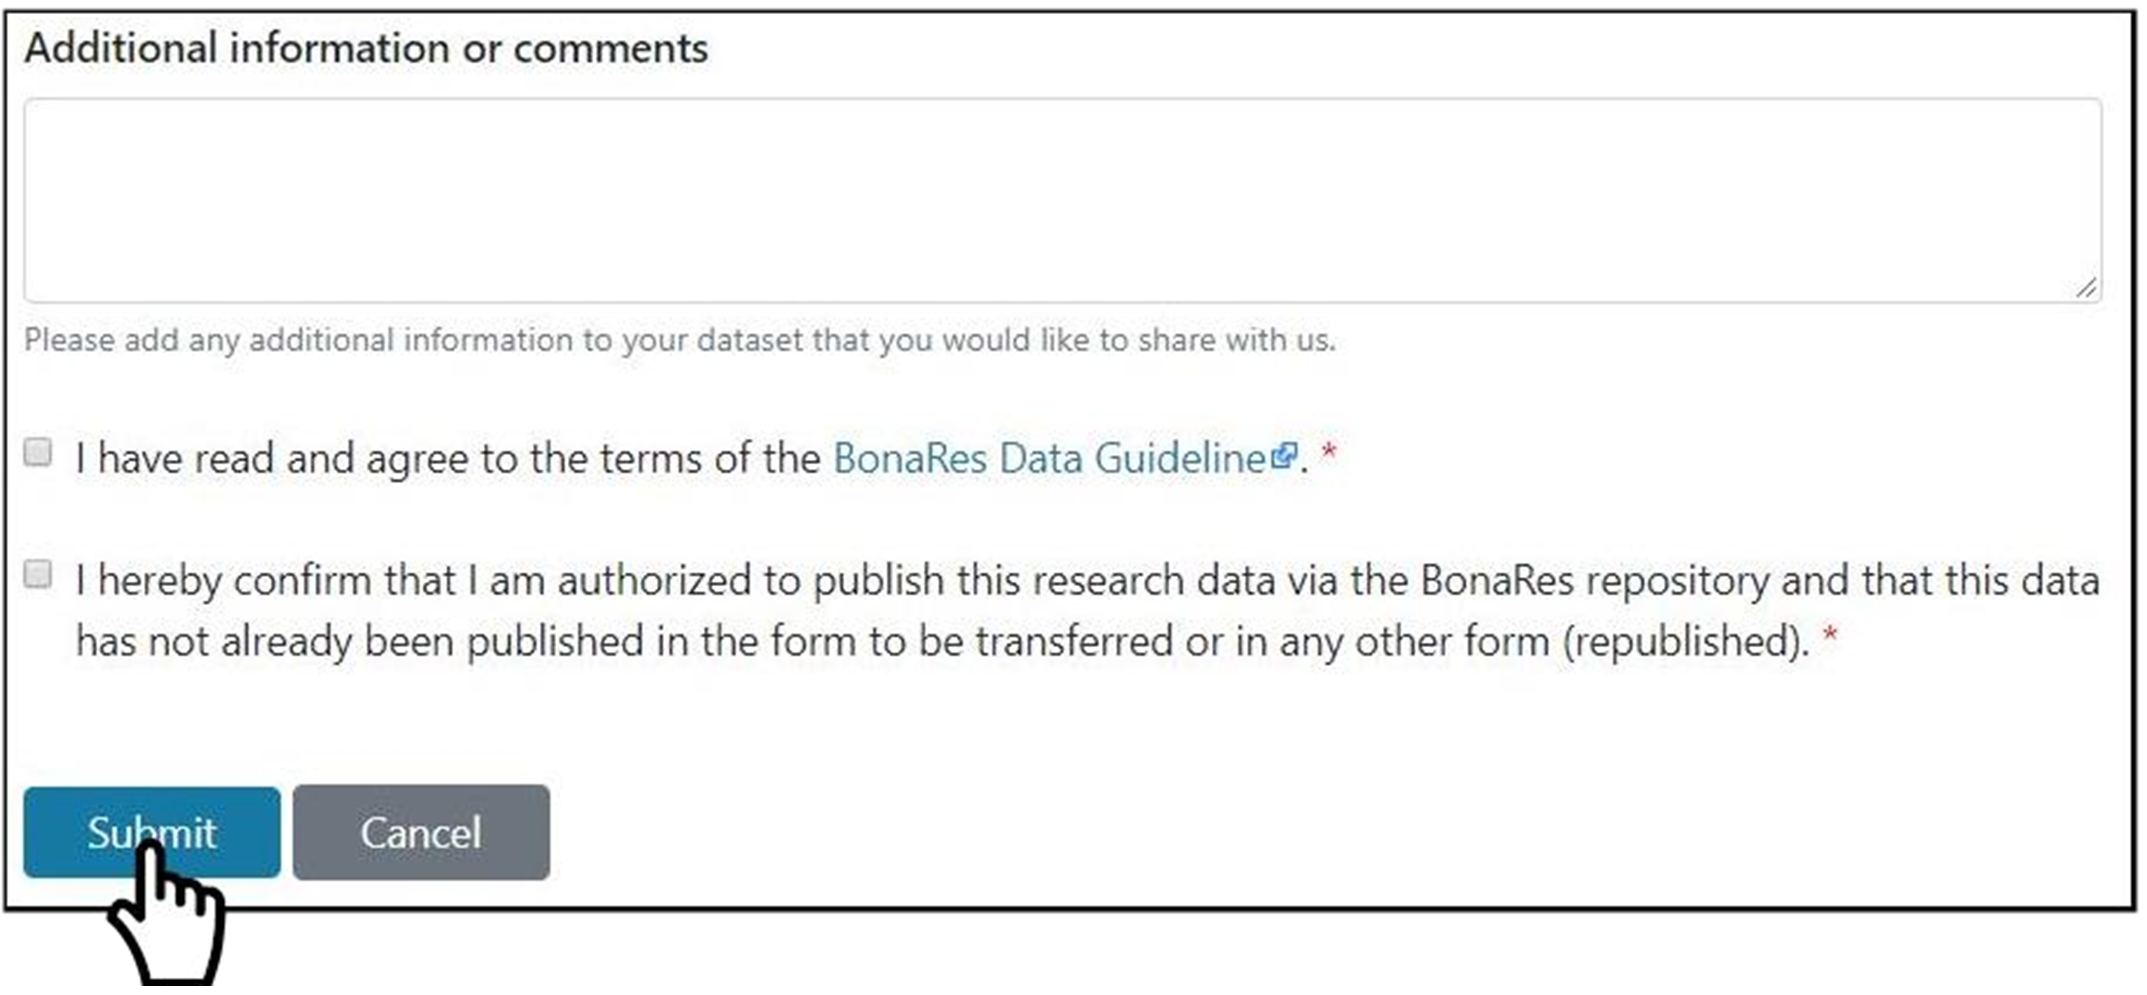 Additional information or comments
Please add any additional information to your dataset that you would like to share with us.
I have read and agree to the terms of the BonaRes Data Guideline. *
I hereby confirm that I am authorized to publish this research data via the BonaRes repository and that this data
has not already been published in the form to be transferred or in any other form (republished). *
Submit Cancel